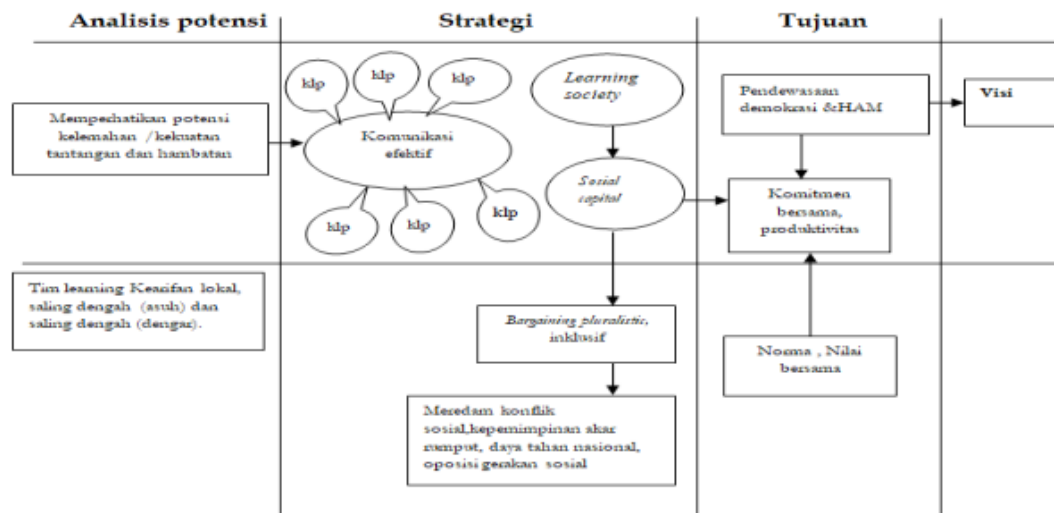 Analisis potensi
Strategi
Tujuan
Memperhatikan potensi
kelemahan /kekuatan
tantangan dan hambatan
klp
klp
klp
Komunikasi
efektif
klp
klp
klp
Learning
society
Sosial
capital
Pendewasaan
demokrasi &HAM
Visi
Komitmen
bersama,
produktivitas
Tim learning Kearifan lokal,
saling dengah (asuh) dan
saling dengah (dengar).
Bargaining pluralistic,
inklusif
Norma , Nilai
bersama
Meredam konflik
sosial,kepemimpinan akar
rumput, daya tahan nasional,
oposisi gerakan sosial